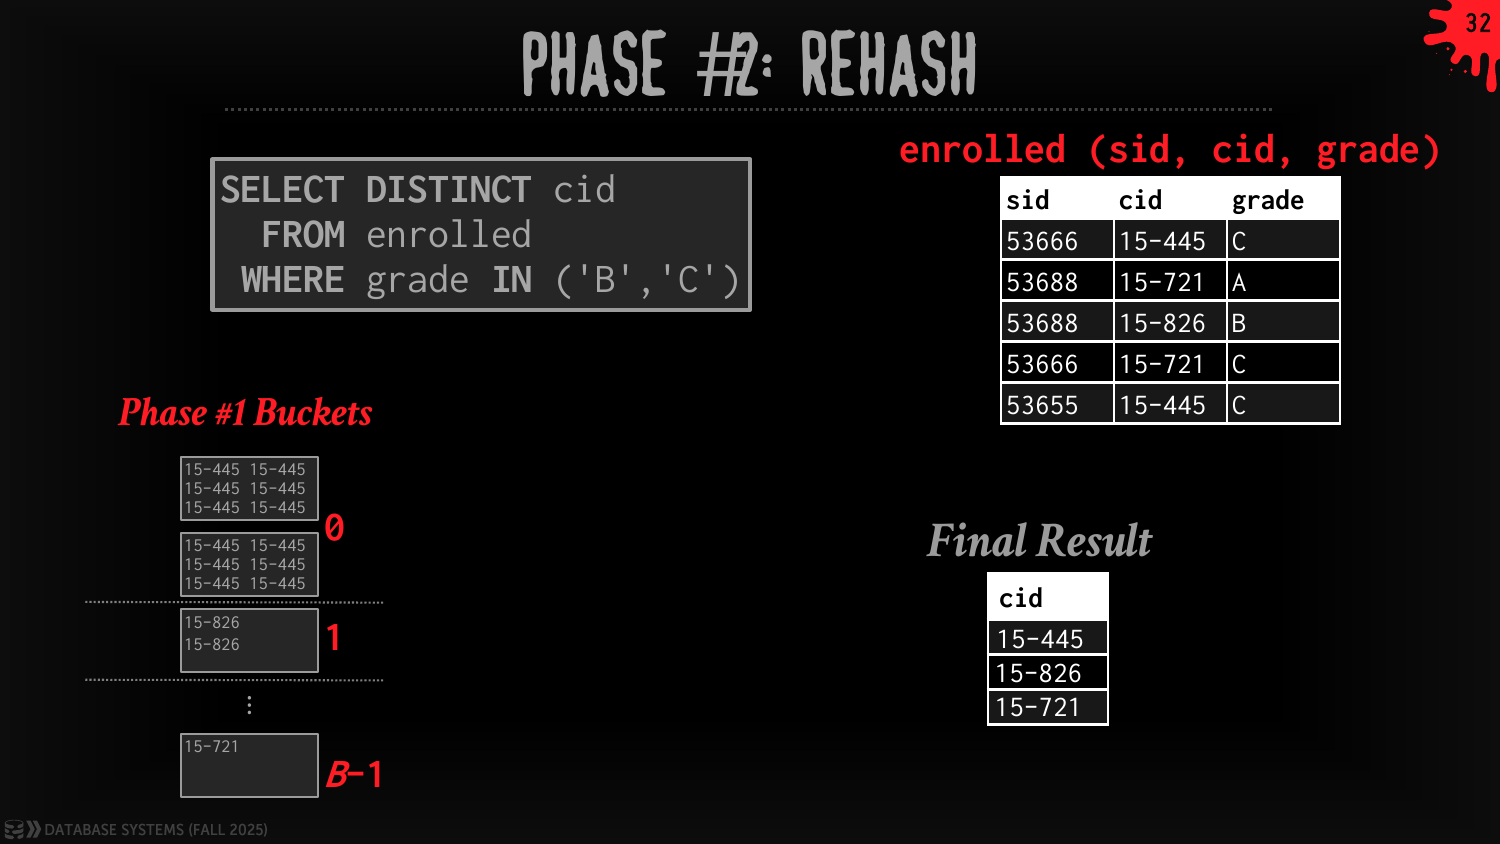 32
PHASE #2: REHASH
SELECT DISTINCT cid
FROM enrolled
WHERE grade IN ('B','C')
enrolled (sid, cid, grade)
sid cid grade
53666 15-445 C
53688 15-721 A
53688 15-826 B
53666 15-721 C
53655 15-445 C
Phase #1 Buckets
15-445 15-445
15-445 15-445
15-445 15-445
0
15-445 15-445
15-445 15-445
15-445 15-445
15-826
15-826
1
⋮
15-721
B-1
Final Result
cid
15-445
15-826
15-721
DATABASE SYSTEMS (FALL 2025)